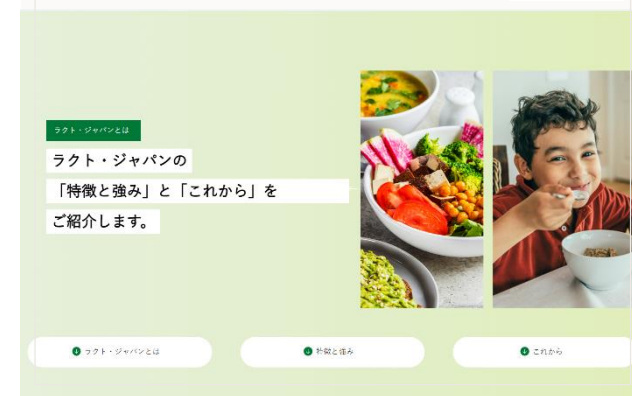 ラクト・ジャパンとは
ラクト・ジャパンの
「特徴と強み」と「これから」を
ご紹介します。
ラクト・ジャパンとは
特徴と強み
これから